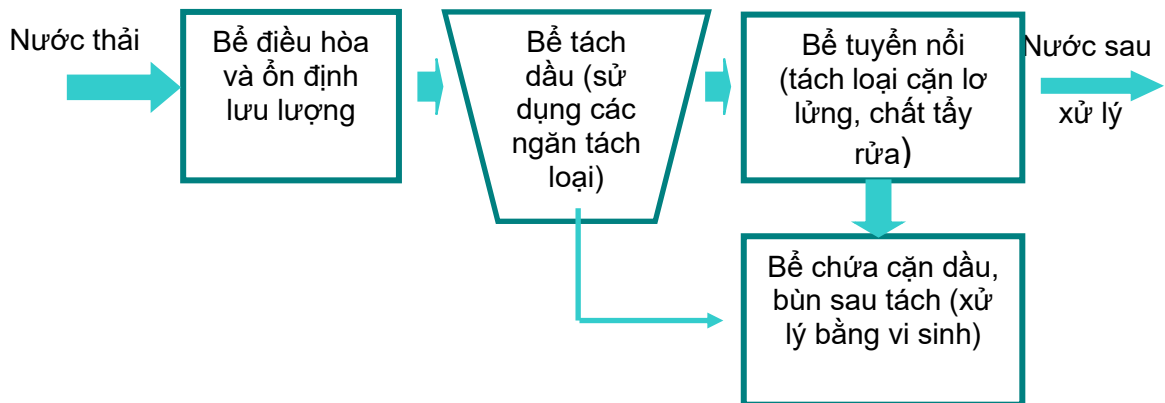 Nước thải
Bể điều hòa
và ổn định
lưu lượng
Bể tách
dầu (sử
dụng các
ngăn tách
loại)
Bể tuyển nổi
(tách loại cặn lơ
lửng, chất tẩy
rửa)
Nước sau
xử lý
Bể chứa cặn dầu,
bùn sau tách (xử
lý bằng vi sinh)